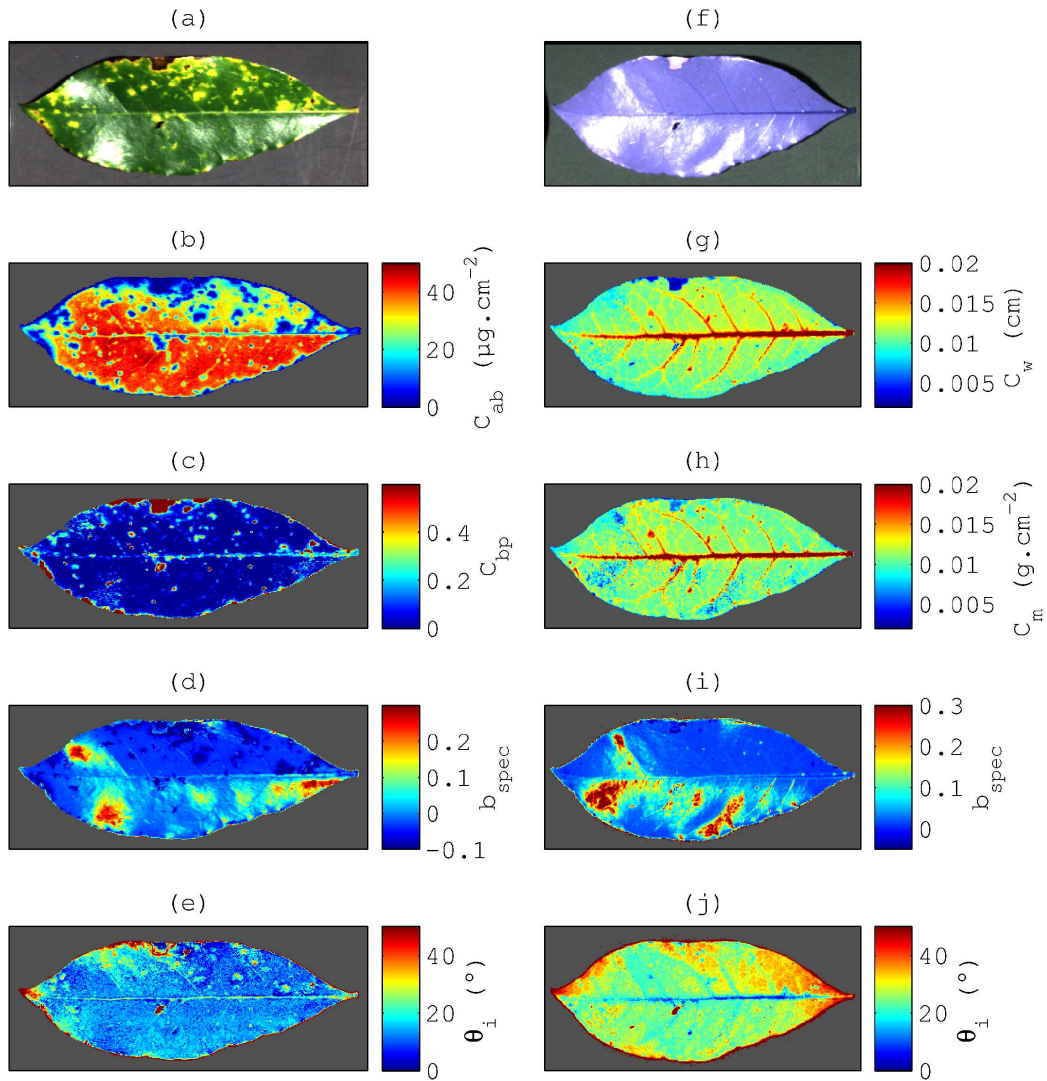 (a)
(f)
(b)
40
20
0
C_ab (µg.cm⁻²)
(g)
0.02
0.015
0.01
0.005
C_w (cm)
(c)
0.4
0.2
0
C_bp
(h)
0.02
0.015
0.01
0.005
C_m (g.cm⁻²)
(d)
0.2
0.1
0
-0.1
b_spec
(i)
0.3
0.2
0.1
0
b_spec
(e)
40
20
0
θ_i (°)
(j)
40
20
0
θ_i (°)